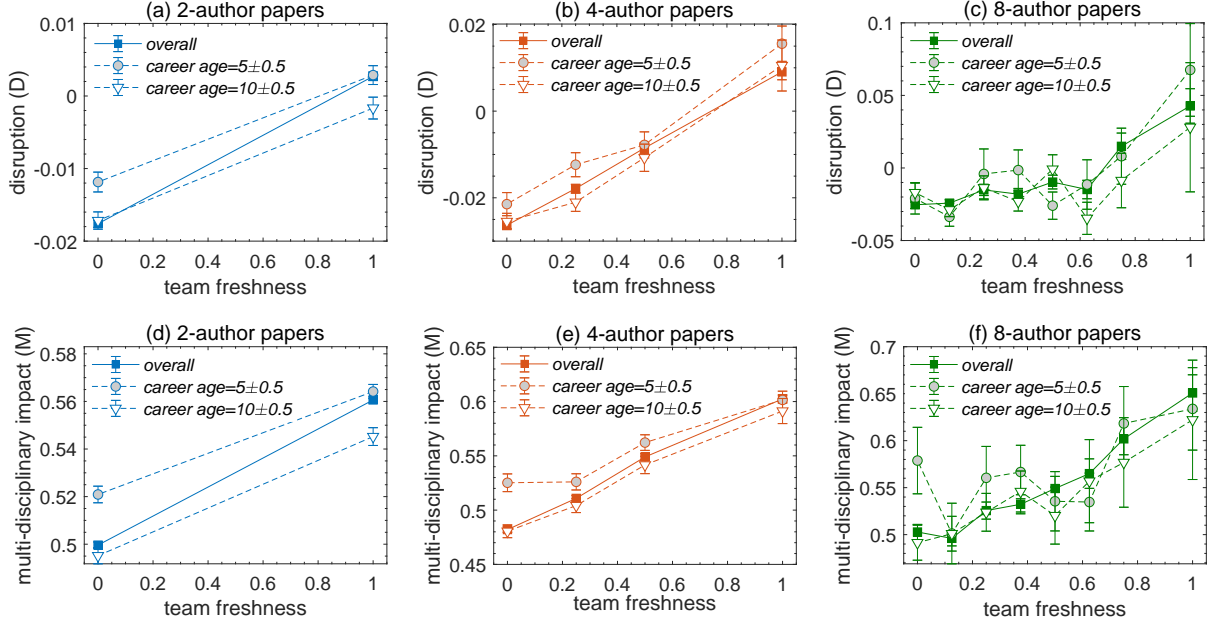 (a) 2-author papers
0.01
0
-0.01
-0.02
disruption (D)
overall
career age=5±0.5
career age=10±0.5
0 0.2 0.4 0.6 0.8 1
team freshness
(b) 4-author papers
0.02
0
-0.02
disruption (D)
overall
career age=5±0.5
career age=10±0.5
0 0.2 0.4 0.6 0.8 1
team freshness
(c) 8-author papers
0.1
0.05
0
-0.05
disruption (D)
overall
career age=5±0.5
career age=10±0.5
0 0.2 0.4 0.6 0.8 1
team freshness
(d) 2-author papers
0.58
0.56
0.54
0.52
0.5
multi-disciplinary impact (M)
overall
career age=5±0.5
career age=10±0.5
0 0.2 0.4 0.6 0.8 1
team freshness
(e) 4-author papers
0.65
0.6
0.55
0.5
0.45
multi-disciplinary impact (M)
overall
career age=5±0.5
career age=10±0.5
0 0.2 0.4 0.6 0.8 1
team freshness
(f) 8-author papers
0.7
0.65
0.6
0.55
0.5
multi-disciplinary impact (M)
overall
career age=5±0.5
career age=10±0.5
0 0.2 0.4 0.6 0.8 1
team freshness